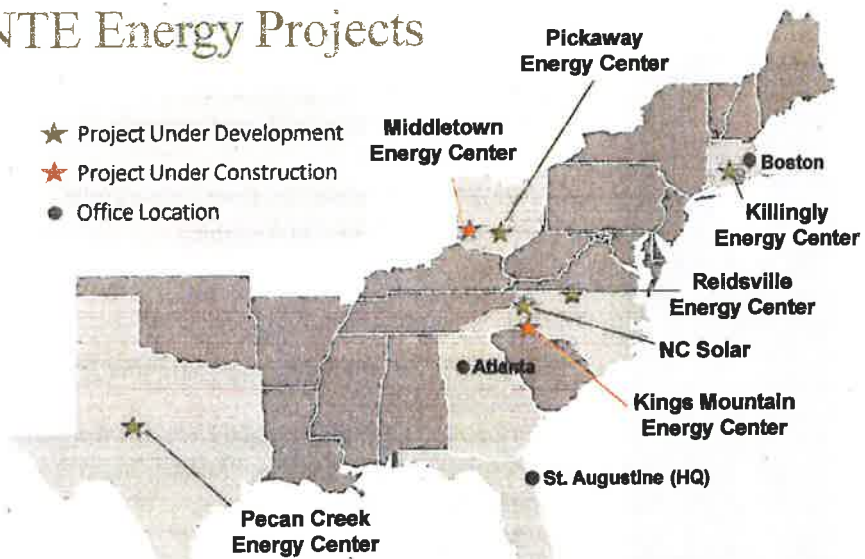 NTE Energy Projects
Project Under Development
Project Under Construction
Office Location
Pickaway
Energy Center
Middletown
Energy Center
Boston
Killingly
Energy Center
Reidsville
Energy Center
NC Solar
Atlanta
Kings Mountain
Energy Center
St. Augustine (HQ)
Pecan Creek
Energy Center